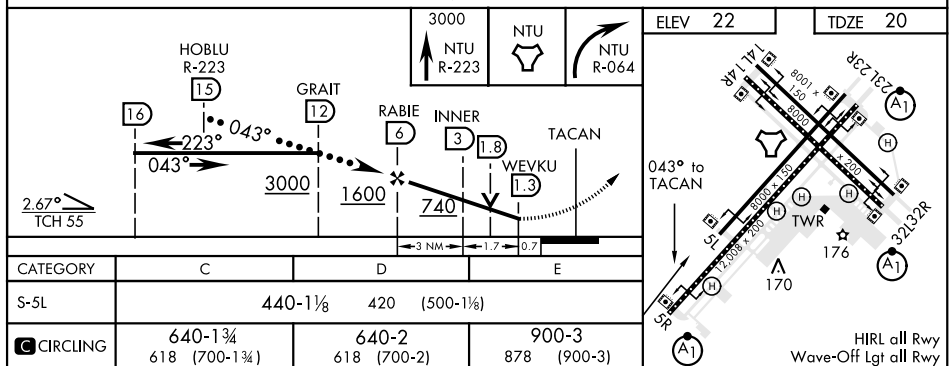 HOBLU
R-223
15
16
GRAIT
12
043°
223°
043°
3000
1600
740
RABIE
6
INNER
3
1.8
WEVKU
1.3
TACAN
2.67°
TCH 55
3 NM
1.7
0.7
3000
NTU
R-223
NTU
NTU
R-064
CATEGORY C D E
S-5L 440-1⅛ 420 (500-1⅛)
C CIRCLING 640-1¾ 640-2 900-3
618 (700-1¾) 618 (700-2) 878 (900-3)
ELEV 22
TDZE 20
14L
14R
8001 x 150
8000 x 200
23L
23R
A1
H
043° to
TACAN
8000 x 150
12,008 x 200
H
H
H
TWR
176
170
5L
5R
32L
32R
A1
A1
HIRL all Rwy
Wave-Off Lgt all Rwy